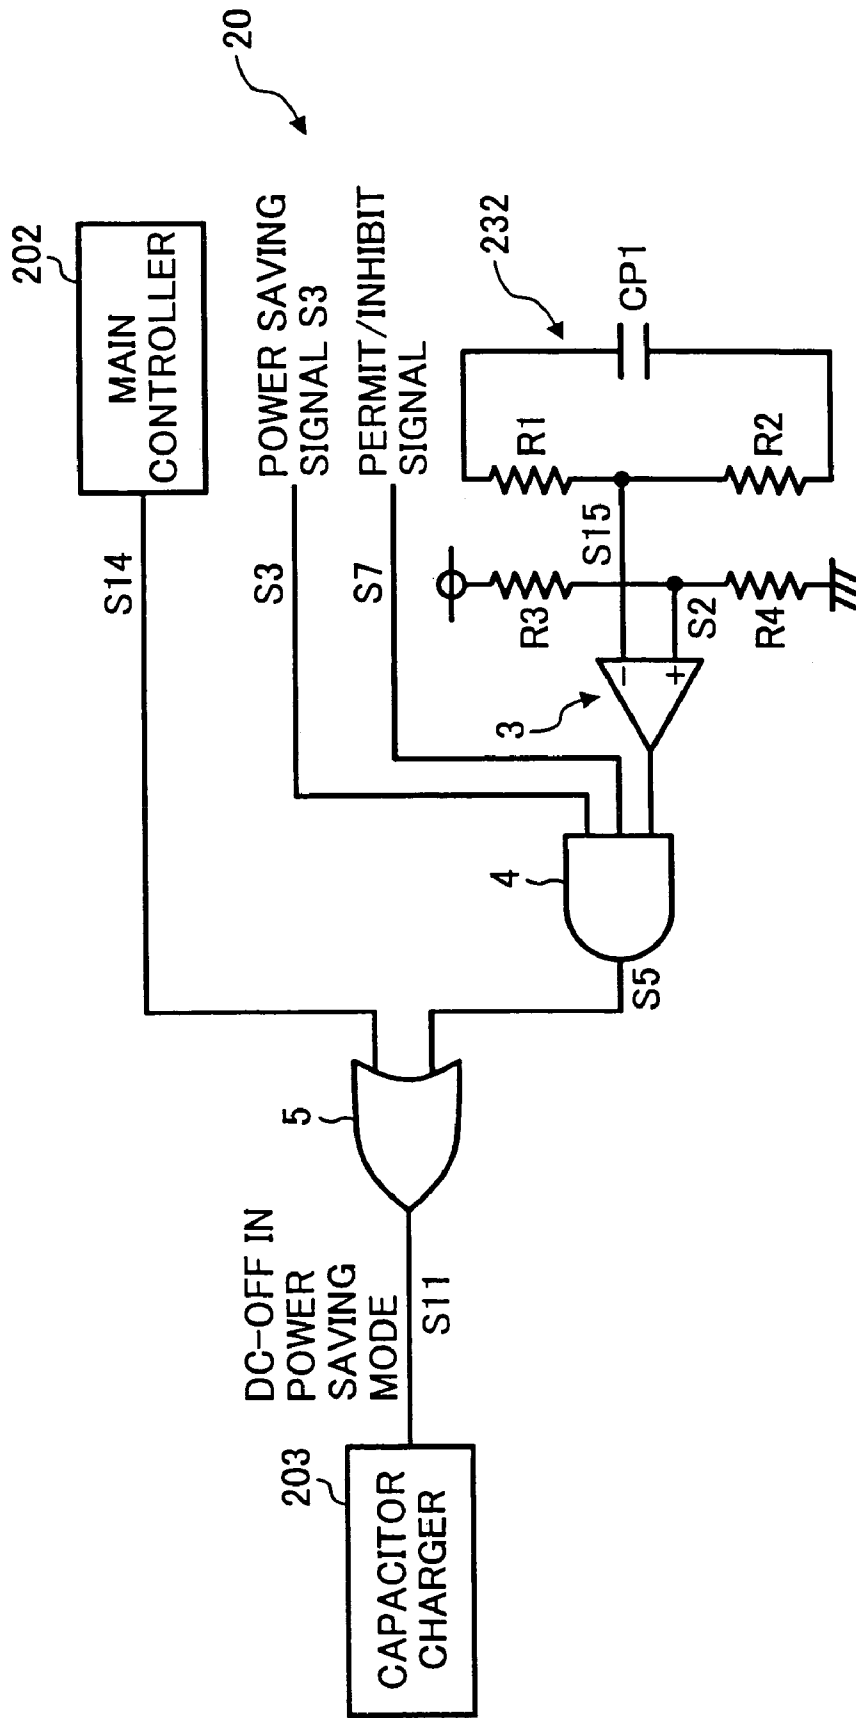 20
202
MAIN
CONTROLLER
S14
POWER SAVING
SIGNAL S3
S3
PERMIT/INHIBIT
SIGNAL
S7
232
CP1
R1
R2
S15
R3
S2
R4
3
−
+
4
S5
5
DC-OFF IN
POWER
SAVING
MODE
S11
203
CAPACITOR
CHARGER